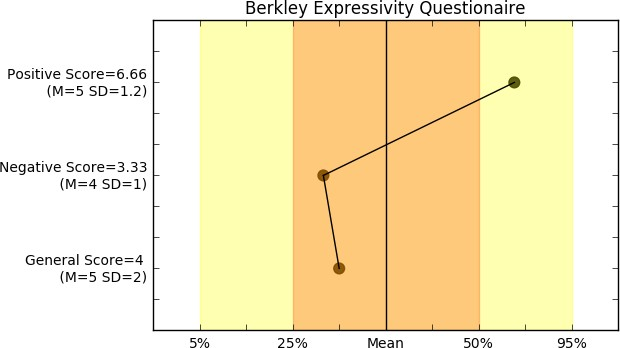 Berkley Expressivity Questionaire
Positive Score=6.66
(M=5 SD=1.2)
Negative Score=3.33
(M=4 SD=1)
General Score=4
(M=5 SD=2)
5% 25% Mean 50% 95%